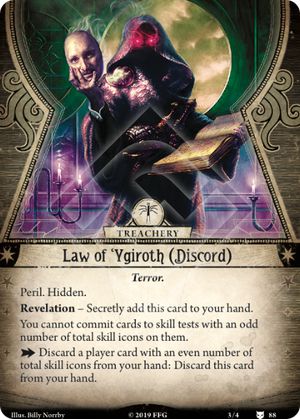 TREACHERY
Law of 'Ygiroth (Discord)
Terror.
Peril. Hidden.
Revelation – Secretly add this card to your hand.
You cannot commit cards to skill tests with an odd
number of total skill icons on them.
Discard a player card with an even number of
total skill icons from your hand: Discard this
card from your hand.
Illus. Billy Norrby
© 2019 FFG
3/4
88